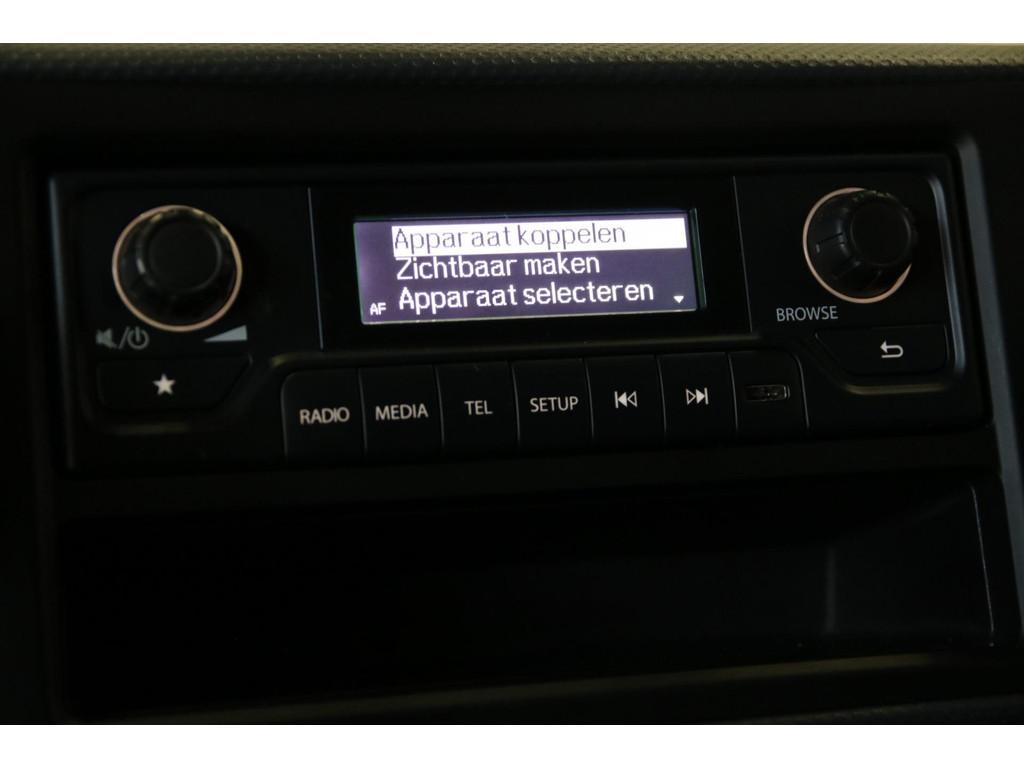 Apparaat koppelen
Zichtbaar maken
AF Apparaat selecteren
BROWSE
RADIO MEDIA TEL SETUP